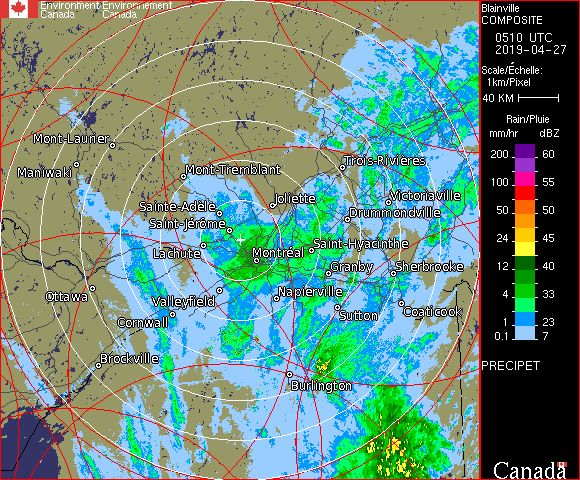 Environment Environnement
Canada Canada
Blainville
COMPOSITE
0510 UTC
2019-04-27
Scale/Échelle:
1km/Pixel
40 KM
Rain/Pluie
mm/hr dBZ
200 60
100 55
50 50
24 45
12 40
4 33
1 23
0.1 7
PRECIPET
Canada
Mont-Laurier
Maniwaki
Mont-Tremblant
Trois-Rivières
Joliette
Victoriaville
Sainte-Adèle
Drummondville
Saint-Jérôme
Saint-Hyacinthe
Lachute
Montréal
Granby
Sherbrooke
Ottawa
Valleyfield
Napierville
Cornwall
Sutton
Coaticook
Brockville
Burlington